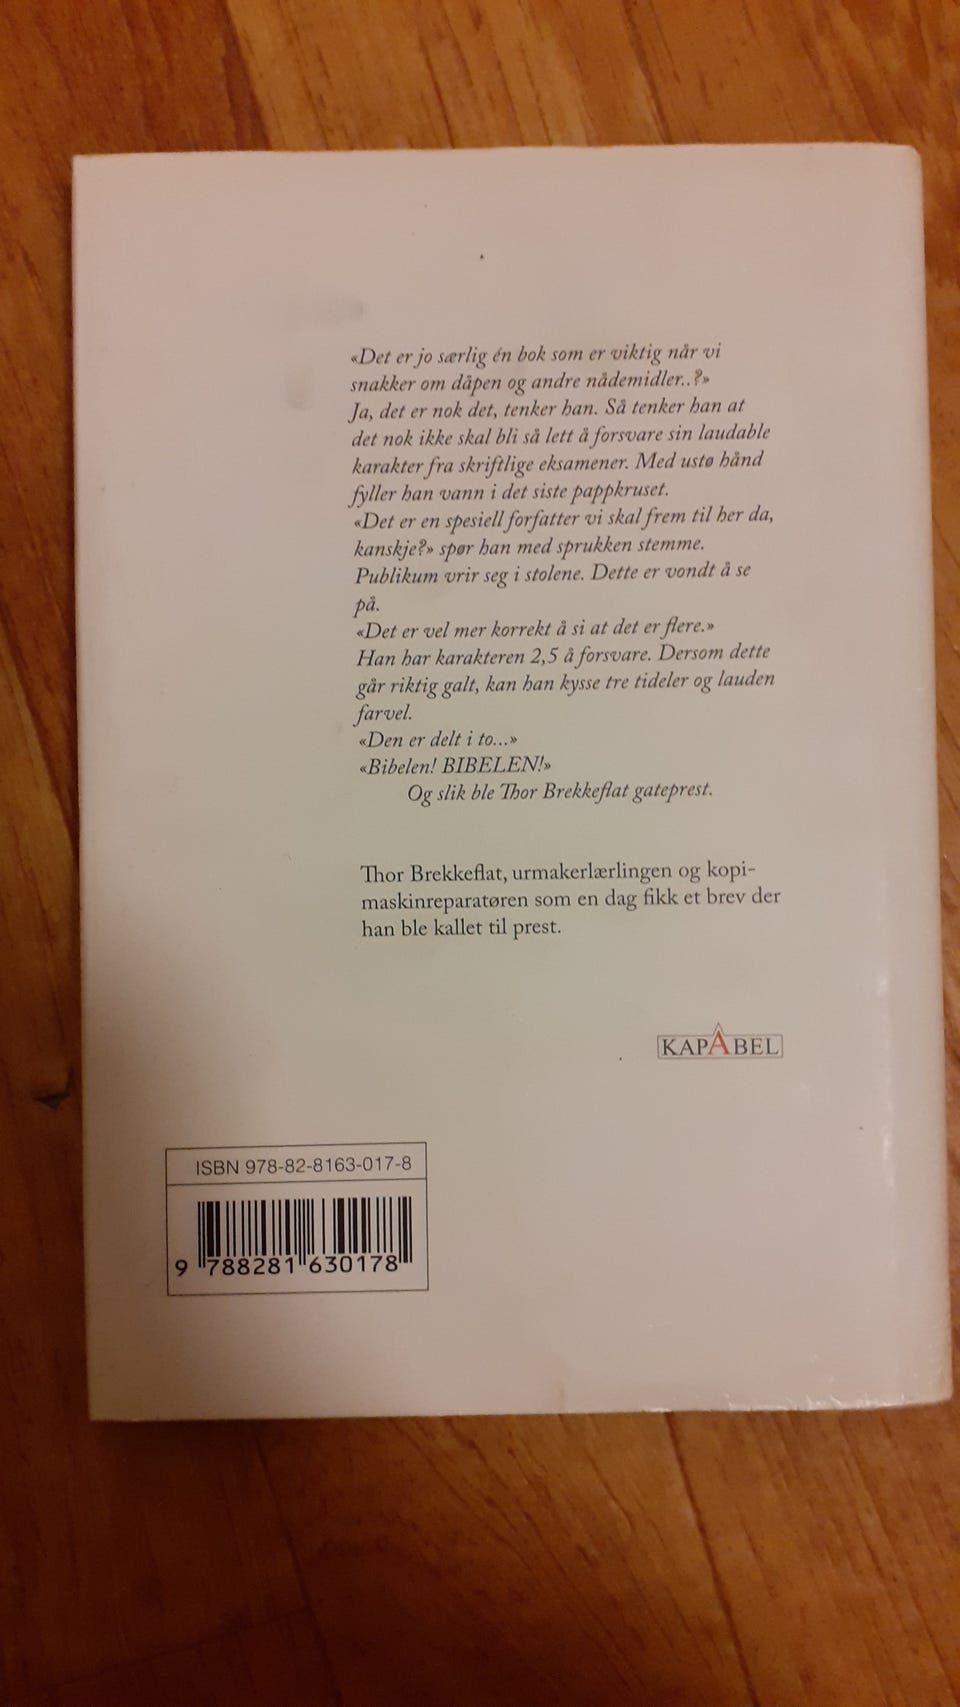 «Det er jo særlig én bok som er viktig når vi
snakker om dåpen og andre nådemidler..?»
Ja, det er nok det, tenker han. Så tenker han at
det nok ikke skal bli så lett å forsvare sin laudable
karakter fra skriftlige eksamener. Med ustø hånd
fyller han vann i det siste pappkruset.
«Det er en spesiell forfatter vi skal frem til her da,
kanskje?» spør han med sprukken stemme.
Publikum vrir seg i stolene. Dette er vondt å se
på.
«Det er vel mer korrekt å si at det er flere.»
Han har karakteren 2,5 å forsvare. Dersom dette
går riktig galt, kan han kysse tre tideler og lauden
farvel.
«Den er delt i to...»
«Bibelen! BIBELEN!»
Og slik ble Thor Brekkeflat gateprest.
Thor Brekkeflat, urmakerlærlingen og kopi-
maskinreparatøren som en dag fikk et brev der
han ble kallet til prest.
KAPABEL
ISBN 978-82-8163-017-8
9 788281 630178